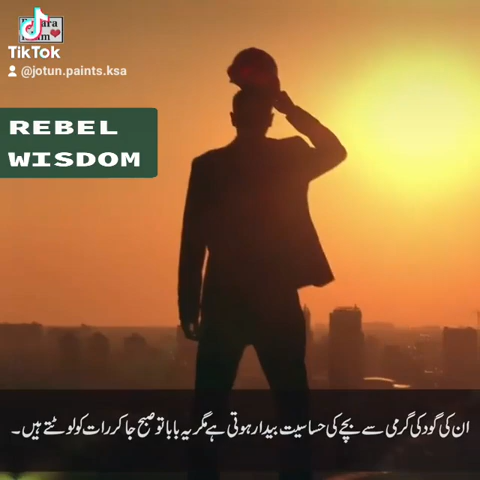 TikTok
@jotun.paints.ksa
REBEL
WISDOM
ان کی گود کی گرمی سے بچے کی حساسیت بیدار ہوتی ہے مگر یہ بابا تو صبح جا کر رات کو لوٹتے ہیں۔